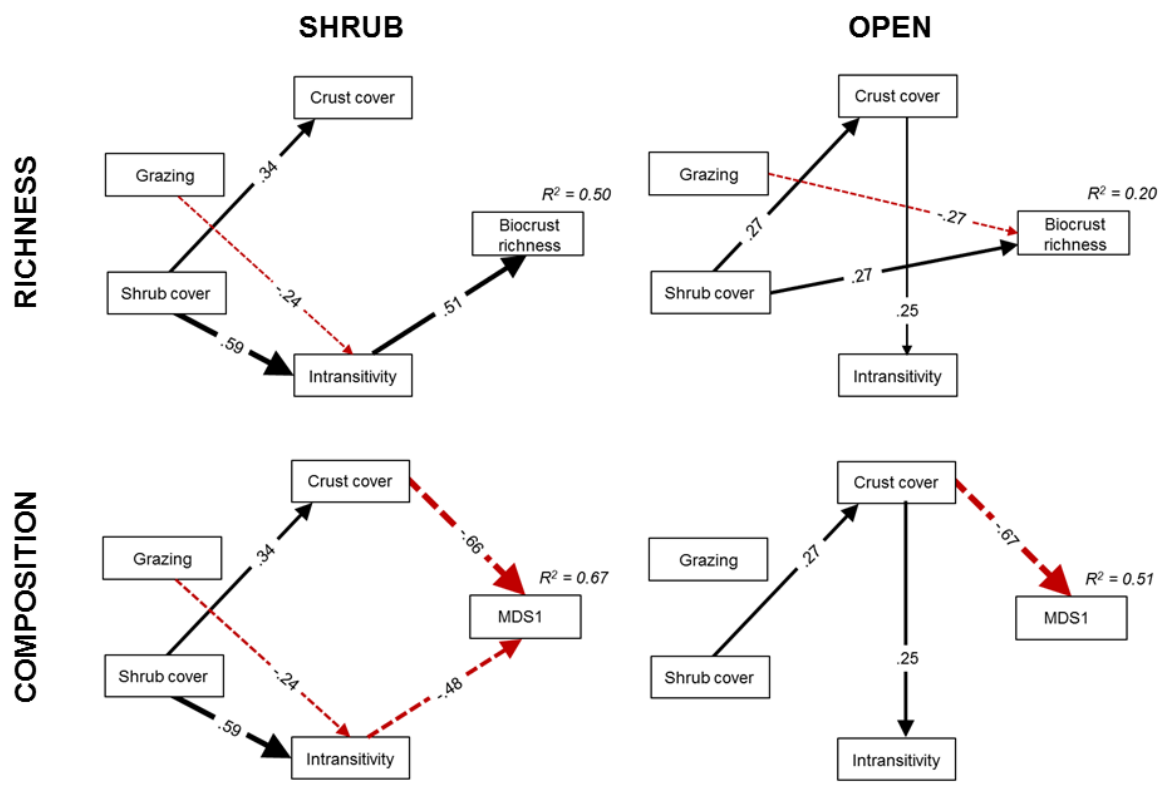 SHRUB
OPEN
RICHNESS
Crust cover
Grazing
.34
R² = 0.50
Biocrust
richness
Shrub cover
-.24
.51
.59
Intransitivity
Crust cover
Grazing
R² = 0.20
-.27
Biocrust
richness
.27
Shrub cover
.27
.25
Intransitivity
COMPOSITION
Crust cover
-.66
Grazing
.34
R² = 0.67
MDS1
Shrub cover
-.24
-.48
.59
Intransitivity
Crust cover
-.67
Grazing
.27
R² = 0.51
MDS1
Shrub cover
.25
Intransitivity